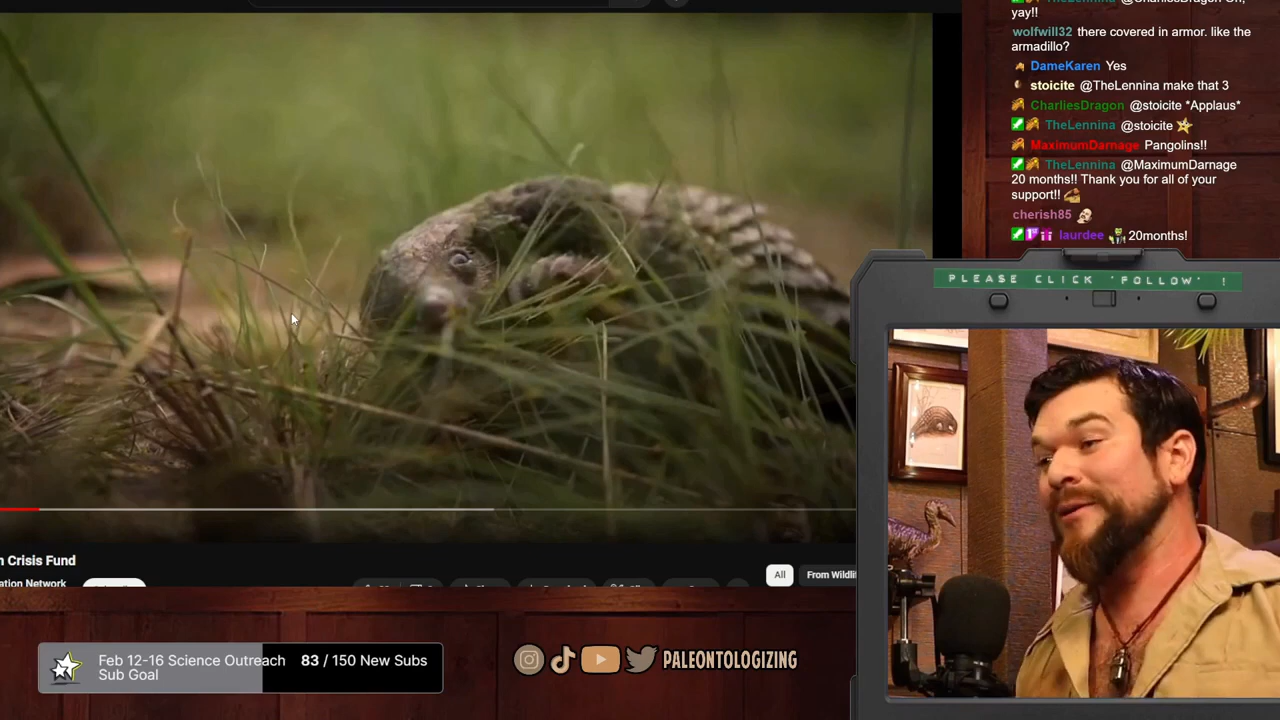 yay!!
wolfwill32 there covered in armor. like the
armadillo?
DameKaren Yes
stoicite @TheLennina make that 3
CharliesDragon @stoicite *Applaus*
TheLennina @stoicite
MaximumDarnage Pangolins!!
TheLennina @MaximumDarnage
20 months!! Thank you for all of your
support!!
cherish85
laurdee 20months!
PLEASE CLICK 'FOLLOW' !
n Crisis Fund
ation Network
All From Wildli
Feb 12-16 Science Outreach 83 / 150 New Subs
Sub Goal
PALEONTOLOGIZING